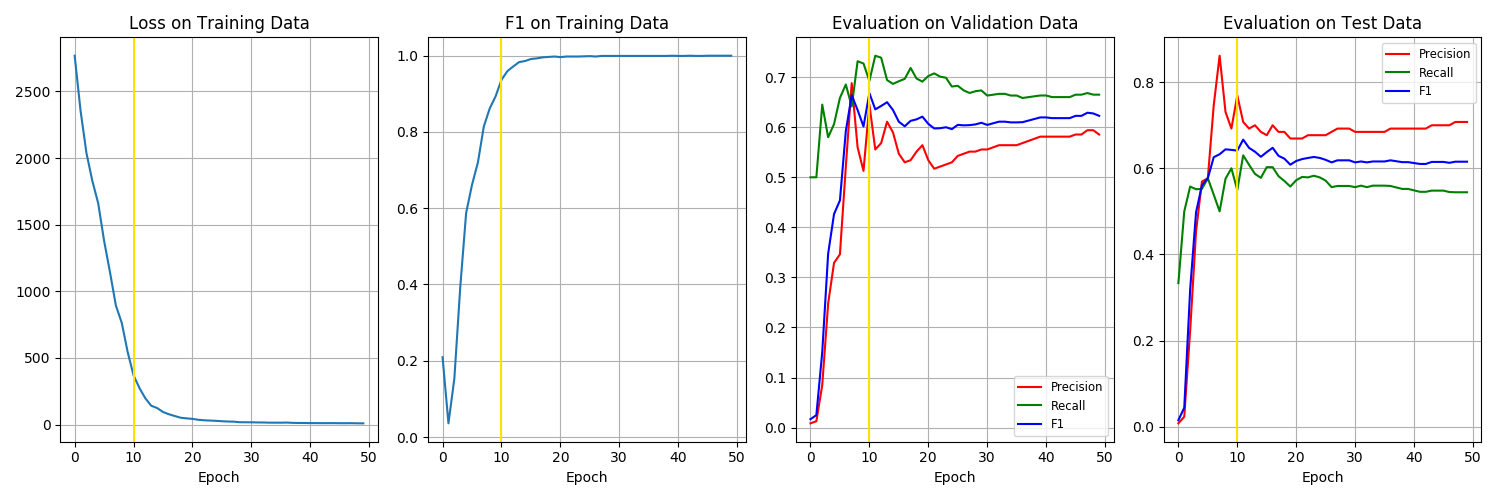 Loss on Training Data
2500
2000
1500
1000
500
0
0 10 20 30 40 50
Epoch
F1 on Training Data
1.0
0.8
0.6
0.4
0.2
0.0
0 10 20 30 40 50
Epoch
Evaluation on Validation Data
0.7
0.6
0.5
0.4
0.3
0.2
0.1
0.0
Precision
Recall
F1
0 10 20 30 40 50
Epoch
Evaluation on Test Data
Precision
Recall
F1
0.8
0.6
0.4
0.2
0.0
0 10 20 30 40 50
Epoch